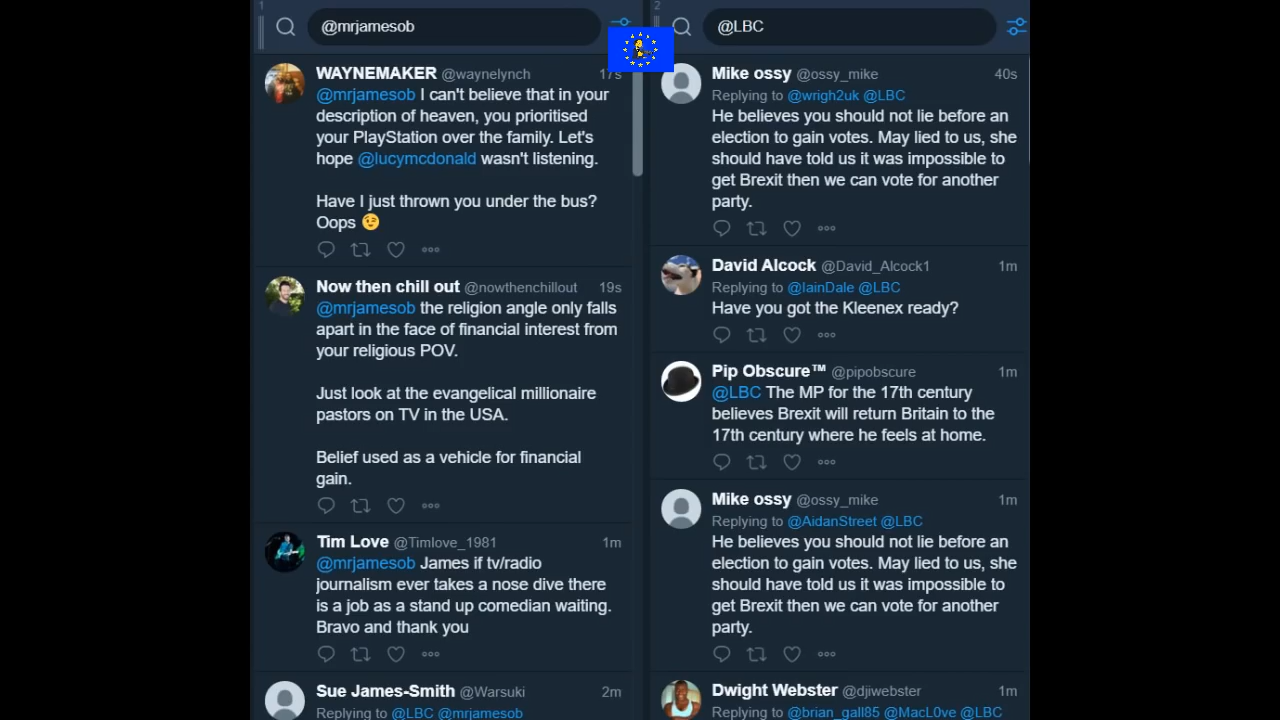 1
@mrjamesob
WAYNEMAKER @waynelynch 17s
@mrjamesob I can't believe that in your
description of heaven, you prioritised
your PlayStation over the family. Let's
hope @lucymcdonald wasn't listening.
Have I just thrown you under the bus?
Oops 😉
Now then chill out @nowthenchillout 19s
@mrjamesob the religion angle only falls
apart in the face of financial interest from
your religious POV.
Just look at the evangelical millionaire
pastors on TV in the USA.
Belief used as a vehicle for financial
gain.
Tim Love @Timlove_1981 1m
@mrjamesob James if tv/radio
journalism ever takes a nose dive there
is a job as a stand up comedian waiting.
Bravo and thank you
Sue James-Smith @Warsuki 2m
Replying to @LBC @mrjamesob
2
@LBC
Mike ossy @ossy_mike 40s
Replying to @wrigh2uk @LBC
He believes you should not lie before an
election to gain votes. May lied to us, she
should have told us it was impossible to
get Brexit then we can vote for another
party.
David Alcock @David_Alcock1 1m
Replying to @IainDale @LBC
Have you got the Kleenex ready?
Pip Obscure™ @pipobscure 1m
@LBC The MP for the 17th century
believes Brexit will return Britain to the
17th century where he feels at home.
Mike ossy @ossy_mike 1m
Replying to @AidanStreet @LBC
He believes you should not lie before an
election to gain votes. May lied to us, she
should have told us it was impossible to
get Brexit then we can vote for another
party.
Dwight Webster @djiwebster 1m
Replying to @brian_gall85 @MacL0ve @LBC